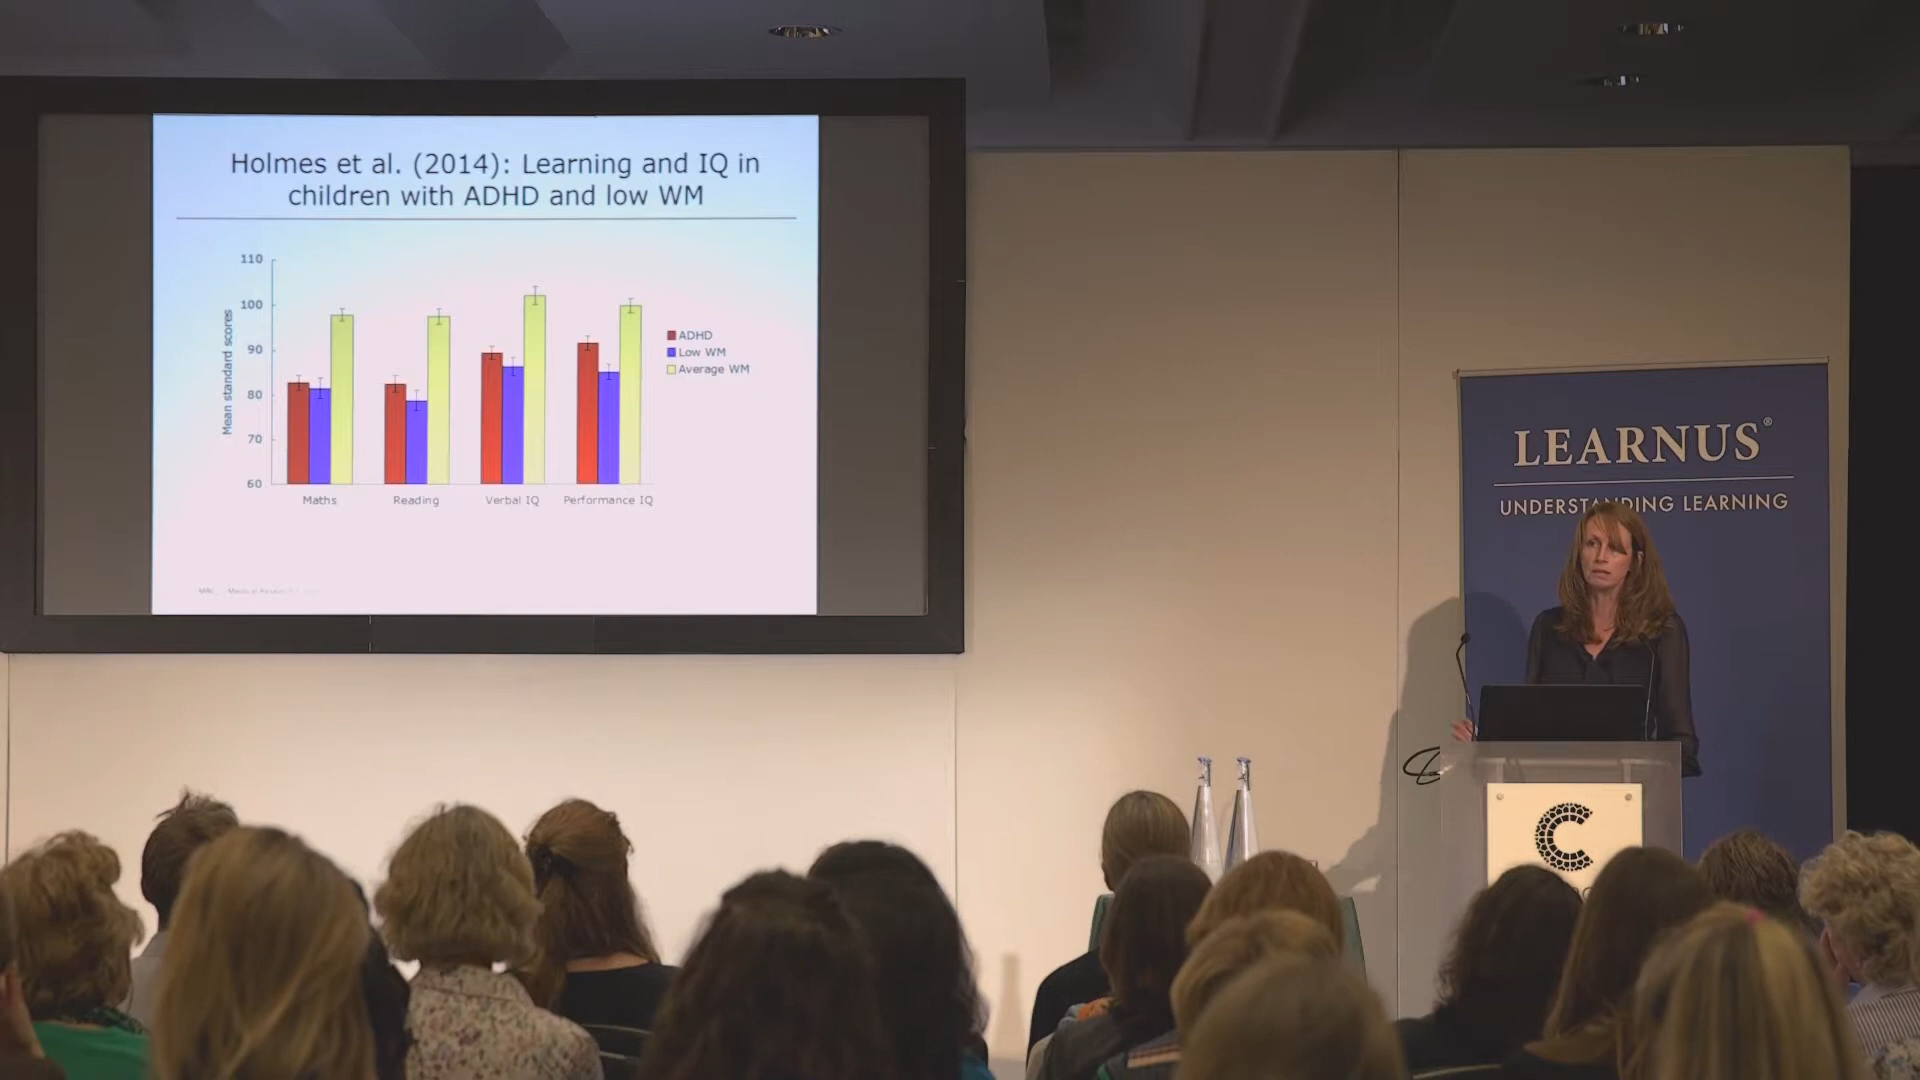 Holmes et al. (2014): Learning and IQ in
children with ADHD and low WM
110
100
90
80
70
60
Mean standard scores
Maths
Reading
Verbal IQ
Performance IQ
ADHD
Low WM
Average WM
LEARNUS®
UNDERSTANDING LEARNING
C